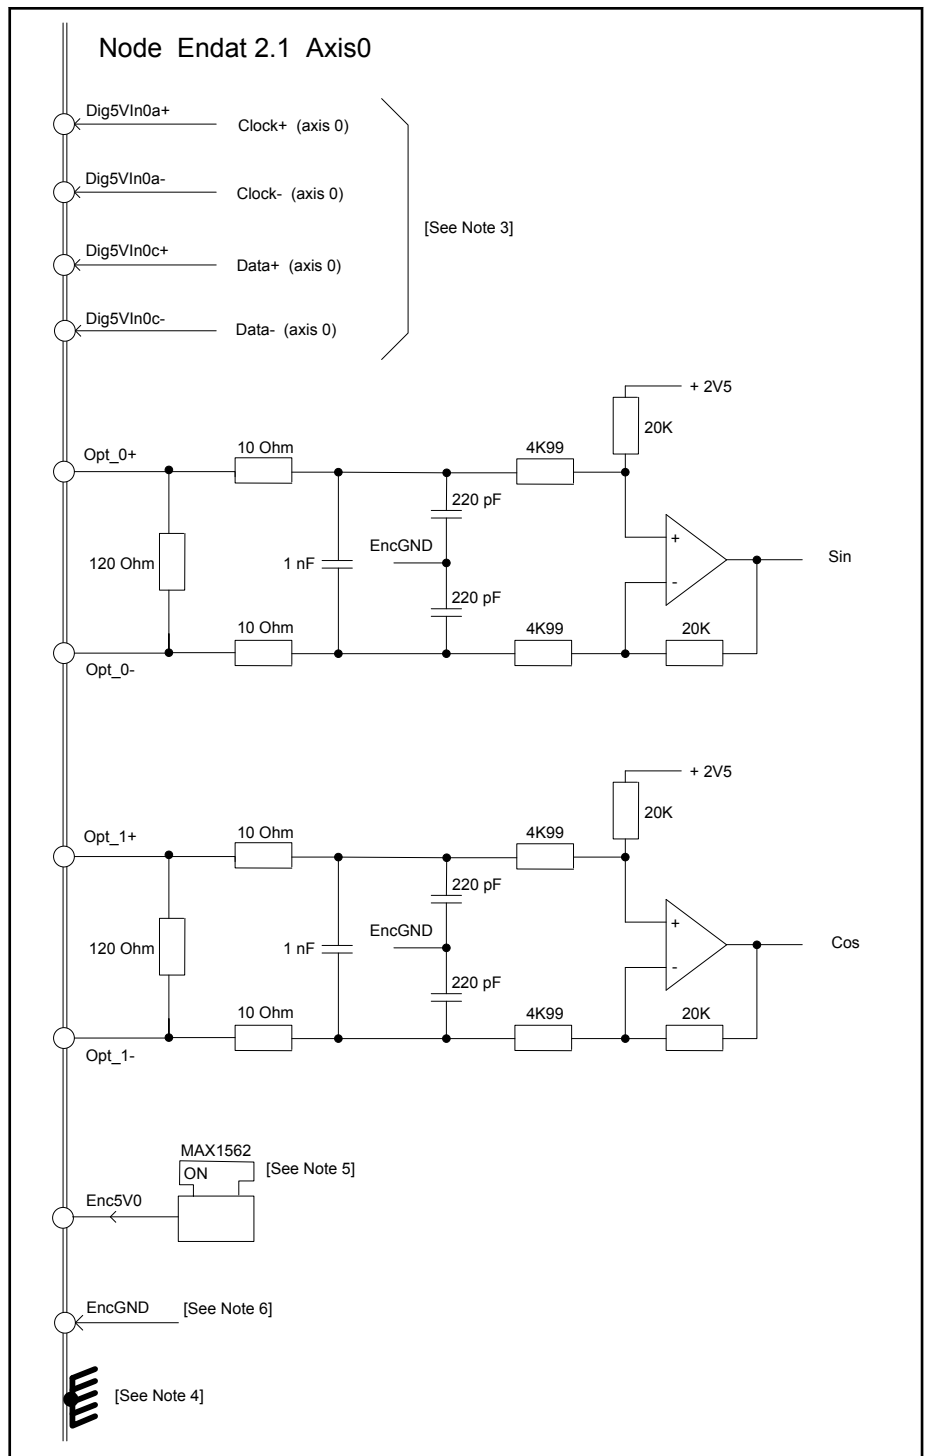 Node Endat 2.1 Axis0
Dig5VIn0a+
Clock+ (axis 0)
Dig5VIn0a-
Clock- (axis 0)
[See Note 3]
Dig5VIn0c+
Data+ (axis 0)
Dig5VIn0c-
Data- (axis 0)
+ 2V5
20K
Opt_0+
10 Ohm
4K99
220 pF
EncGND
120 Ohm
1 nF
+
-
Sin
220 pF
10 Ohm
4K99
20K
Opt_0-
+ 2V5
20K
Opt_1+
10 Ohm
4K99
220 pF
EncGND
120 Ohm
1 nF
+
-
Cos
220 pF
10 Ohm
4K99
20K
Opt_1-
MAX1562
ON
[See Note 5]
Enc5V0
EncGND
[See Note 6]
[See Note 4]